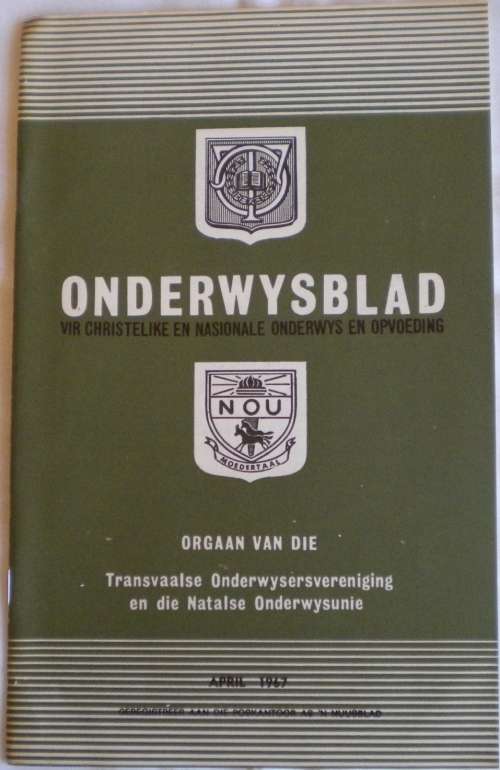 ONDERWYSBLAD
VIR CHRISTELIKE EN NASIONALE ONDERWYS EN OPVOEDING
NOU
MOEDERTAAL
ORGAAN VAN DIE
Transvaalse Onderwysersvereniging
en die Natalse Onderwysunie
APRIL 1967
GEREGISTREER AAN DIE POSKANTOOR AS 'N NUUSBLAD